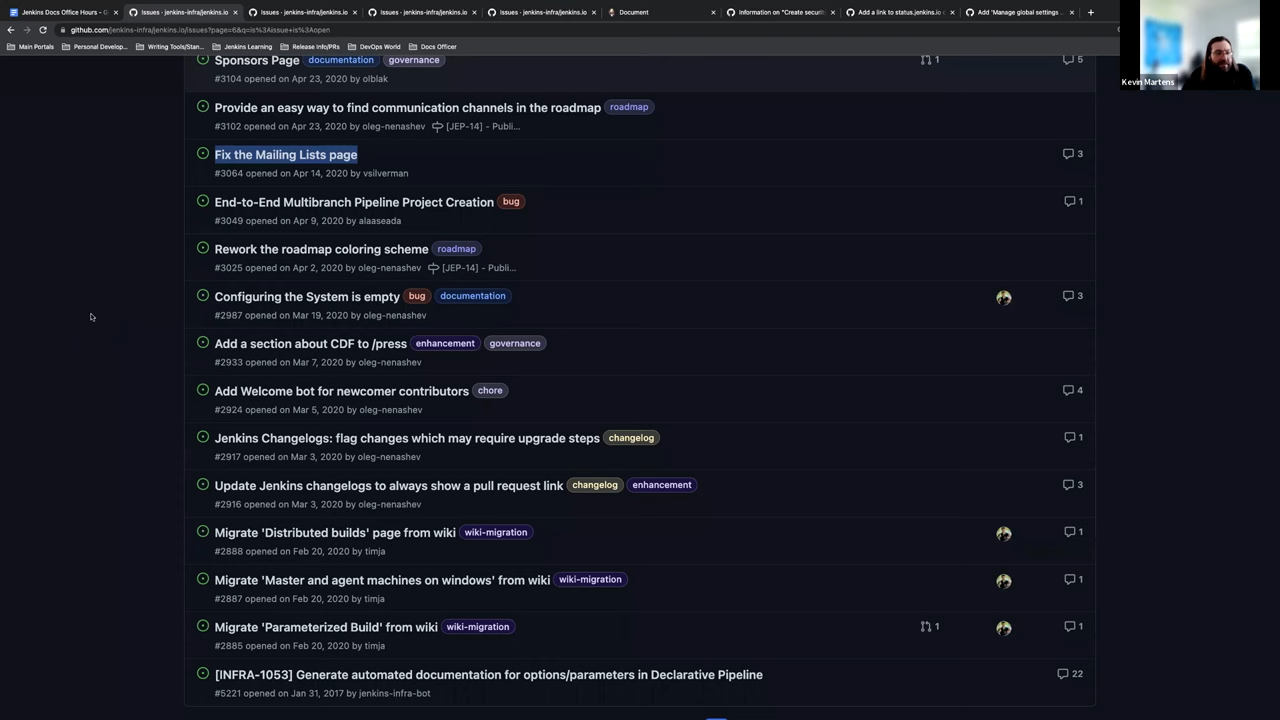 Jenkins Docs Office Hours - G
Issues · jenkins-infra/jenkins.io
Issues · jenkins-infra/jenkins.io
Issues · jenkins-infra/jenkins.io
Issues · jenkins-infra/jenkins.io
Document
Information on "Create securit
Add a link to status.jenkins.io
Add 'Manage global settings
github.com/jenkins-infra/jenkins.io/issues?page=6&q=is%3Aissue+is%3Aopen
Main Portals
Personal Develop...
Writing Tools/Stan...
Jenkins Learning
Release Info/PRs
DevOps World
Docs Officer
Kevin Martens
Sponsors Page documentation governance 1 5
#3104 opened on Apr 23, 2020 by olblak
Provide an easy way to find communication channels in the roadmap roadmap
#3102 opened on Apr 23, 2020 by oleg-nenashev [JEP-14] - Publi...
Fix the Mailing Lists page 3
#3064 opened on Apr 14, 2020 by vsilverman
End-to-End Multibranch Pipeline Project Creation bug 1
#3049 opened on Apr 9, 2020 by alaaseada
Rework the roadmap coloring scheme roadmap
#3025 opened on Apr 2, 2020 by oleg-nenashev [JEP-14] - Publi...
Configuring the System is empty bug documentation 3
#2987 opened on Mar 19, 2020 by oleg-nenashev
Add a section about CDF to /press enhancement governance
#2933 opened on Mar 7, 2020 by oleg-nenashev
Add Welcome bot for newcomer contributors chore 4
#2924 opened on Mar 5, 2020 by oleg-nenashev
Jenkins Changelogs: flag changes which may require upgrade steps changelog 1
#2917 opened on Mar 3, 2020 by oleg-nenashev
Update Jenkins changelogs to always show a pull request link changelog enhancement 3
#2916 opened on Mar 3, 2020 by oleg-nenashev
Migrate 'Distributed builds' page from wiki wiki-migration 1
#2888 opened on Feb 20, 2020 by timja
Migrate 'Master and agent machines on windows' from wiki wiki-migration 1
#2887 opened on Feb 20, 2020 by timja
Migrate 'Parameterized Build' from wiki wiki-migration 1 1
#2885 opened on Feb 20, 2020 by timja
[INFRA-1053] Generate automated documentation for options/parameters in Declarative Pipeline 22
#5221 opened on Jan 31, 2017 by jenkins-infra-bot